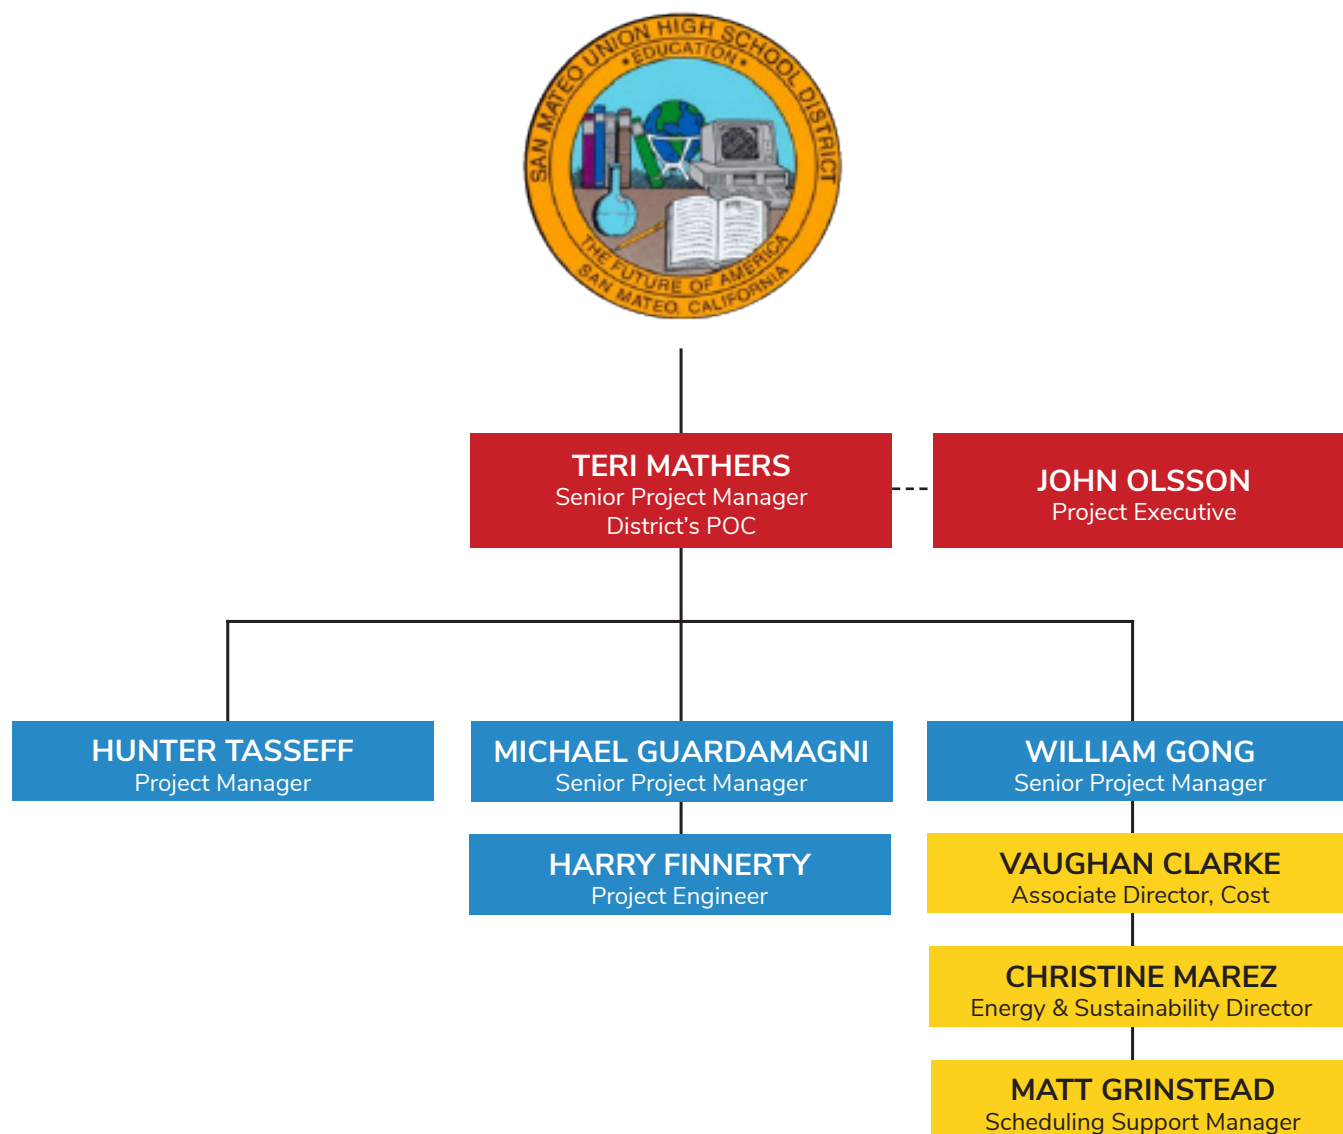 SAN MATEO UNION HIGH SCHOOL DISTRICT
• EDUCATION •
THE FUTURE OF AMERICA
SAN MATEO, CALIFORNIA
TERI MATHERS
Senior Project Manager
District’s POC
JOHN OLSSON
Project Executive
HUNTER TASSEFF
Project Manager
MICHAEL GUARDAMAGNI
Senior Project Manager
WILLIAM GONG
Senior Project Manager
HARRY FINNERTY
Project Engineer
VAUGHAN CLARKE
Associate Director, Cost
CHRISTINE MAREZ
Energy & Sustainability Director
MATT GRINSTEAD
Scheduling Support Manager